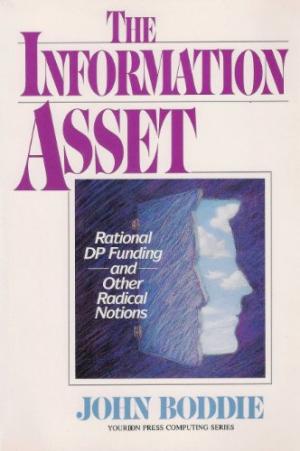 THE
INFORMATION
ASSET
Rational
DP Funding
and
Other
Radical
Notions
JOHN BODDIE
YOURDON PRESS COMPUTING SERIES